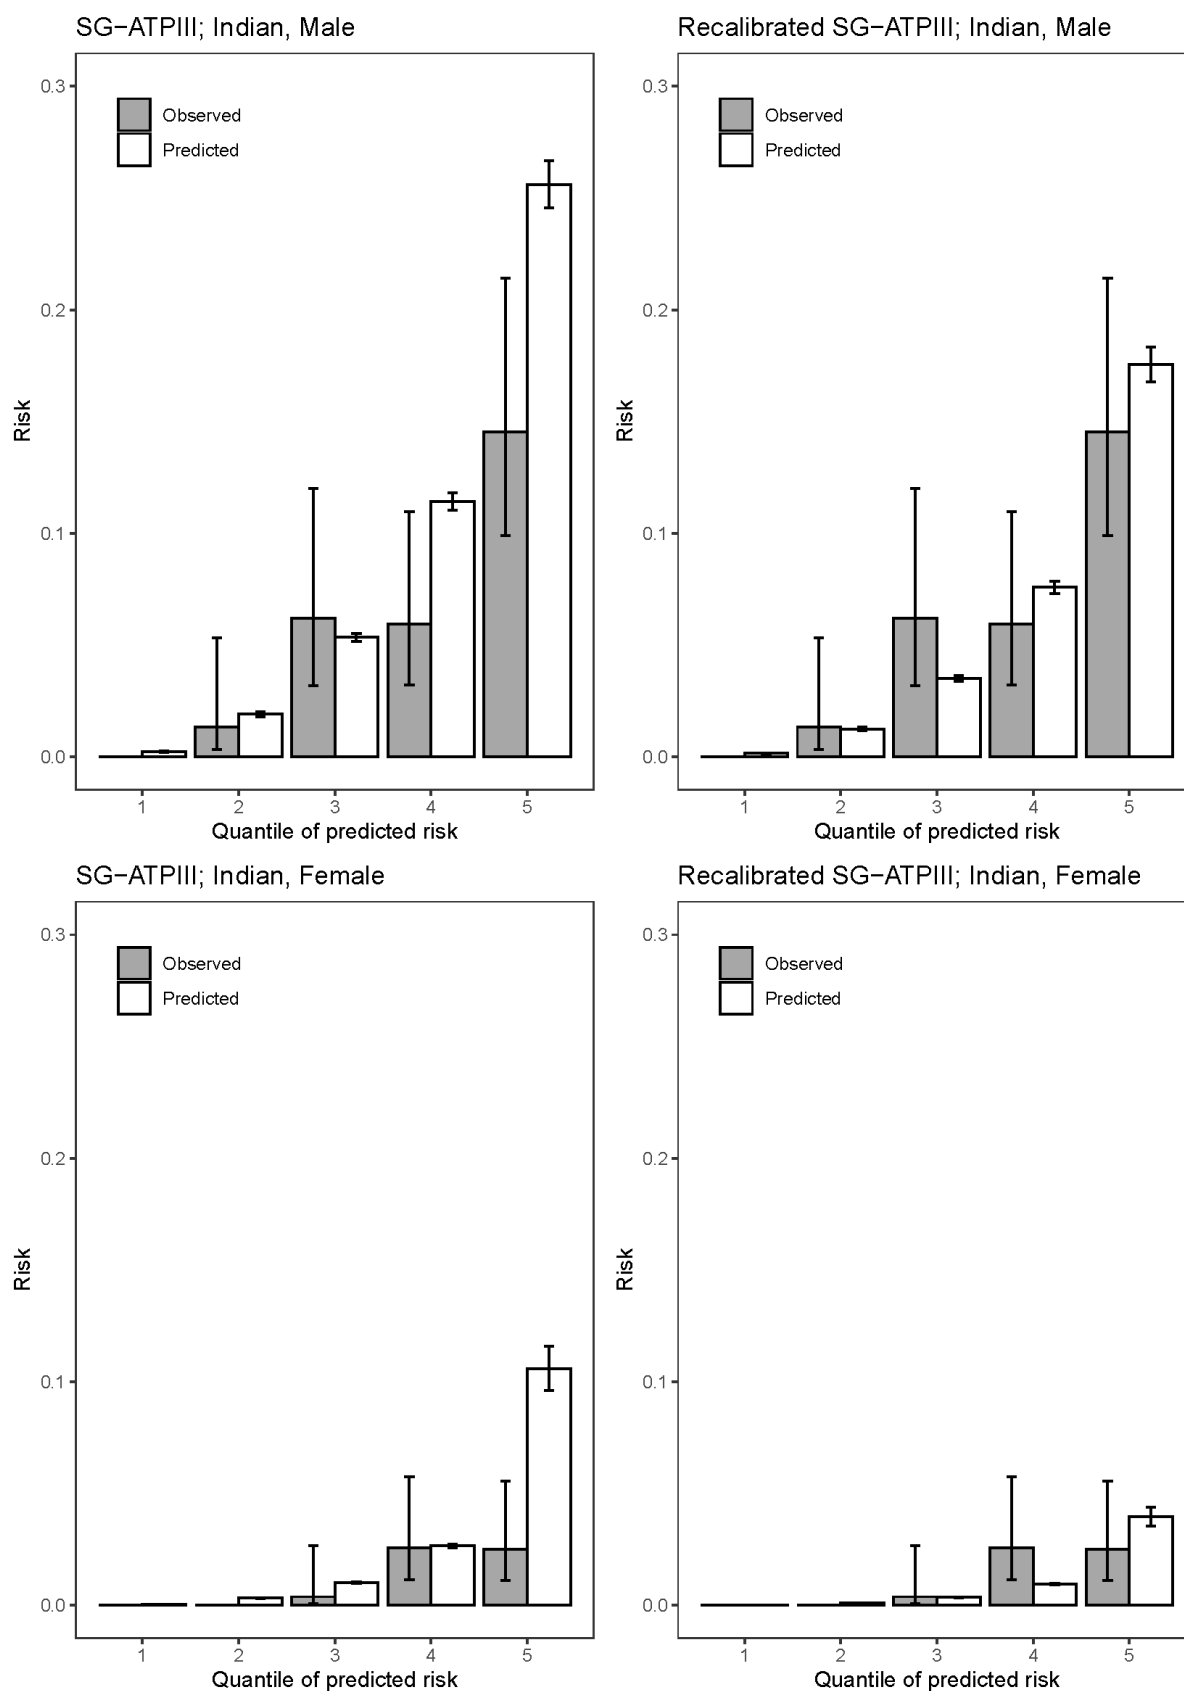 SG−ATPIII; Indian, Male
0.3
0.2
0.1
0.0
Risk
Observed
Predicted
1 2 3 4 5
Quantile of predicted risk
Recalibrated SG−ATPIII; Indian, Male
0.3
0.2
0.1
0.0
Risk
Observed
Predicted
1 2 3 4 5
Quantile of predicted risk
SG−ATPIII; Indian, Female
0.3
0.2
0.1
0.0
Risk
Observed
Predicted
1 2 3 4 5
Quantile of predicted risk
Recalibrated SG−ATPIII; Indian, Female
0.3
0.2
0.1
0.0
Risk
Observed
Predicted
1 2 3 4 5
Quantile of predicted risk